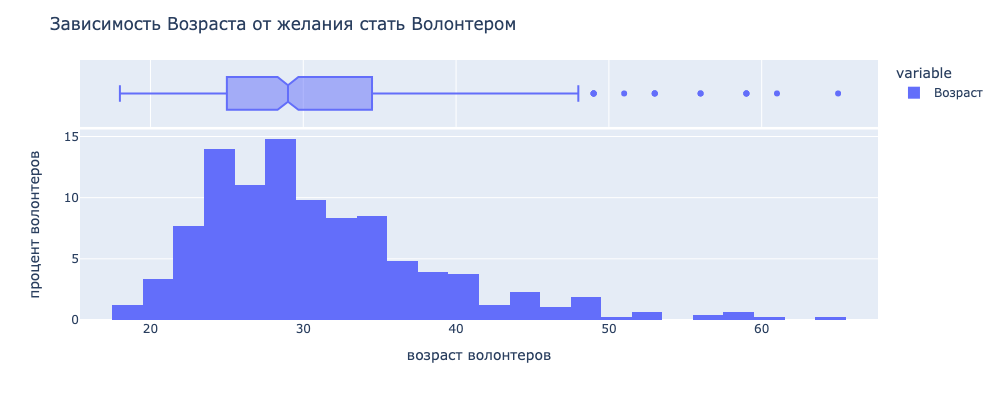 Зависимость Возраста от желания стать Волонтером
variable
Возраст
процент волонтеров
15
10
5
0
20
30
40
50
60
возраст волонтеров